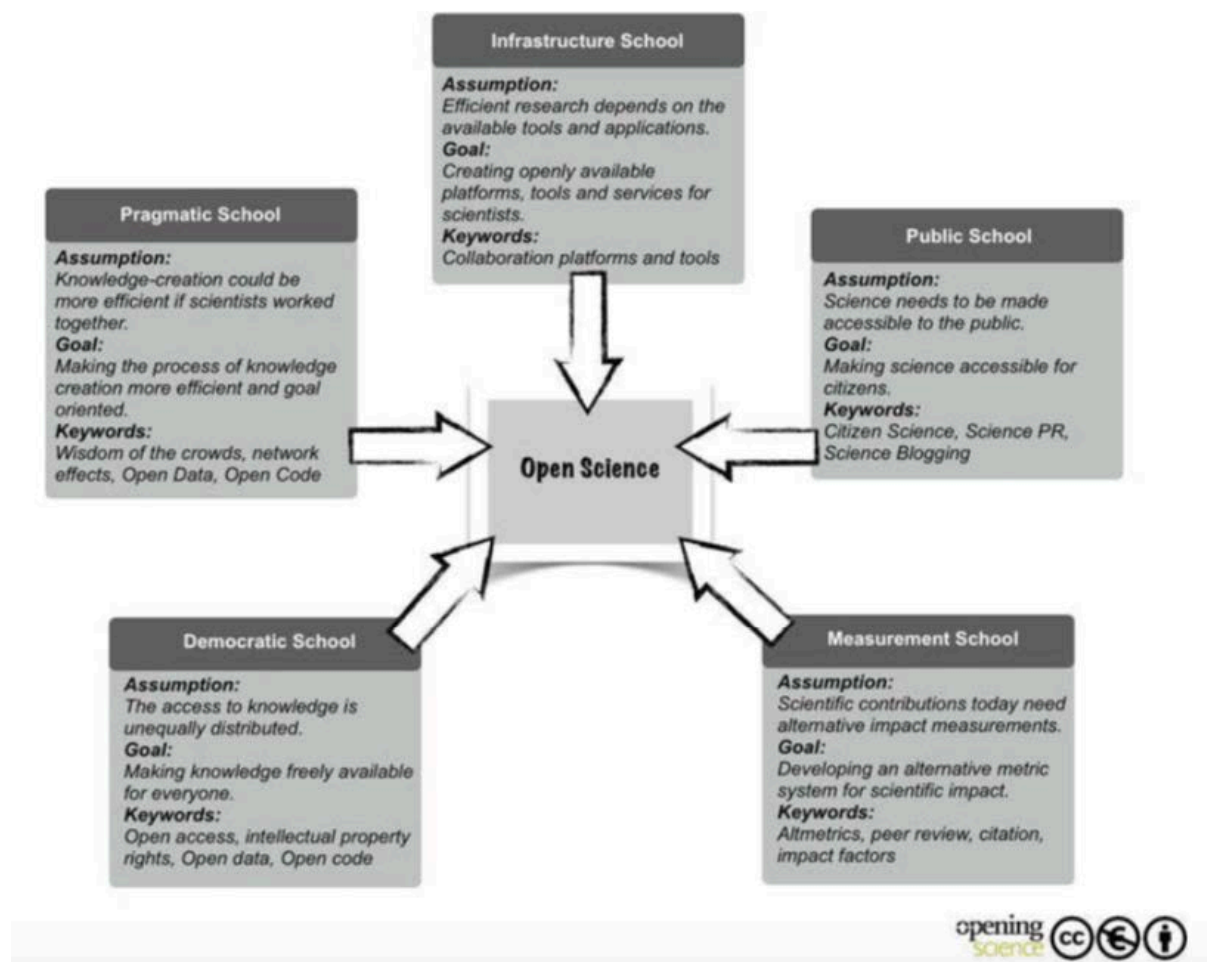 Infrastructure School
Assumption:
Efficient research depends on the
available tools and applications.
Goal:
Creating openly available
platforms, tools and services for
scientists.
Keywords:
Collaboration platforms and tools
Pragmatic School
Assumption:
Knowledge-creation could be
more efficient if scientists worked
together.
Goal:
Making the process of knowledge
creation more efficient and goal
oriented.
Keywords:
Wisdom of the crowds, network
effects, Open Data, Open Code
Public School
Assumption:
Science needs to be made
accessible to the public.
Goal:
Making science accessible for
citizens.
Keywords:
Citizen Science, Science PR,
Science Blogging
Open Science
Democratic School
Assumption:
The access to knowledge is
unequally distributed.
Goal:
Making knowledge freely available
for everyone.
Keywords:
Open access, intellectual property
rights, Open data, Open code
Measurement School
Assumption:
Scientific contributions today need
alternative impact measurements.
Goal:
Developing an alternative metric
system for scientific impact.
Keywords:
Altmetrics, peer review, citation,
impact factors
opening
science
cc